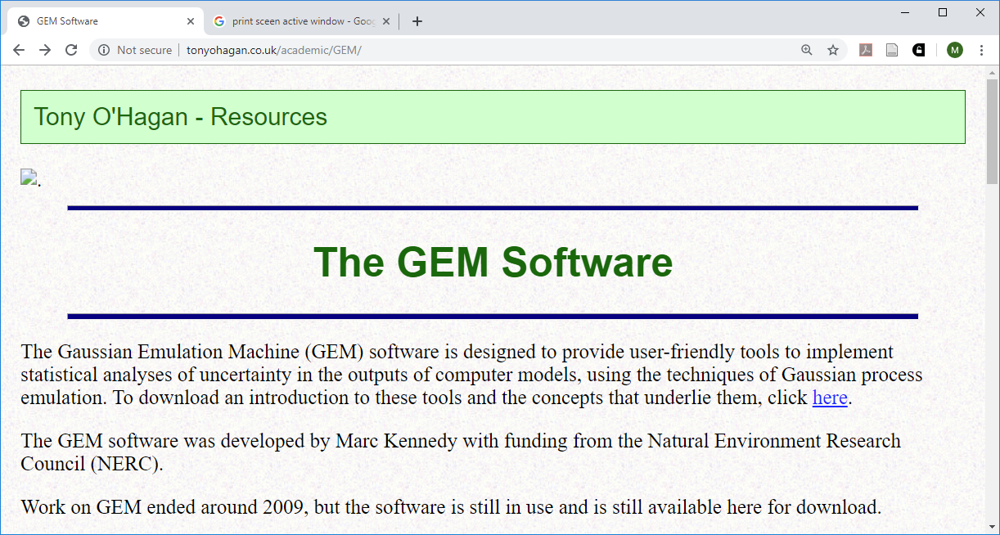 GEM Software
print sceen active window - Goog
Not secure
tonyohagan.co.uk/academic/GEM/
M
Tony O'Hagan - Resources
.
The GEM Software
The Gaussian Emulation Machine (GEM) software is designed to provide user-friendly tools to implement
statistical analyses of uncertainty in the outputs of computer models, using the techniques of Gaussian process
emulation. To download an introduction to these tools and the concepts that underlie them, click here.
The GEM software was developed by Marc Kennedy with funding from the Natural Environment Research
Council (NERC).
Work on GEM ended around 2009, but the software is still in use and is still available here for download.